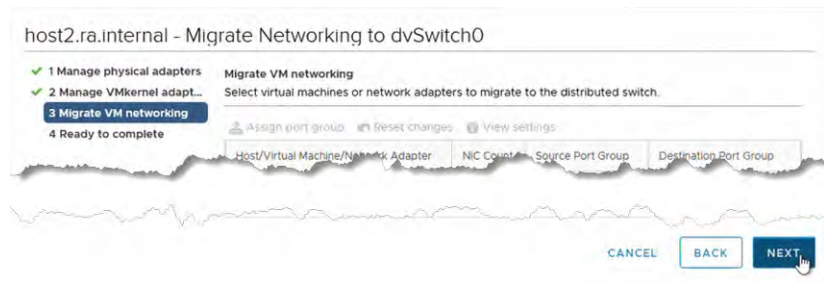 host2.ra.internal - Migrate Networking to dvSwitch0
1 Manage physical adapters
2 Manage VMkernel adapt...
3 Migrate VM networking
4 Ready to complete
Migrate VM networking
Select virtual machines or network adapters to migrate to the distributed switch.
Assign port group Reset changes View settings
Host/Virtual Machine/Network Adapter NIC Count Source Port Group Destination Port Group
CANCEL BACK NEXT